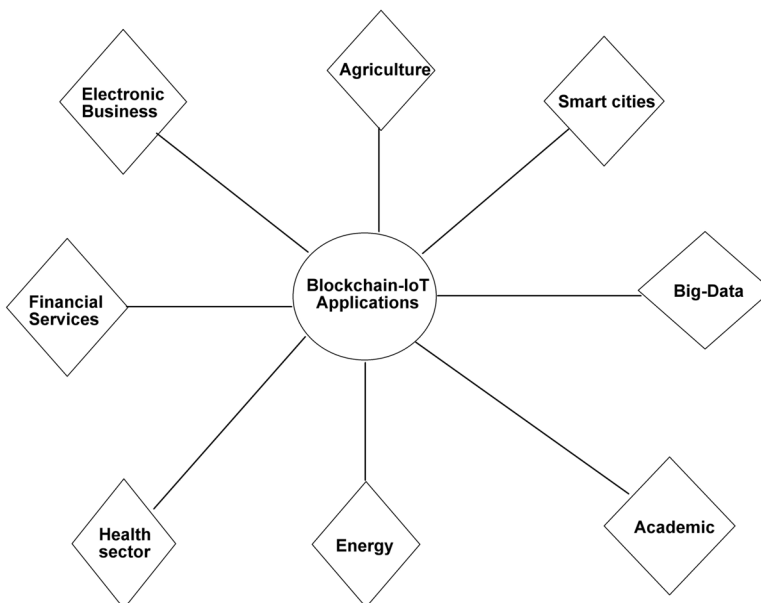 Agriculture
Electronic
Business
Smart cities
Blockchain-IoT
Applications
Big-Data
Financial
Services
Health
sector
Energy
Academic